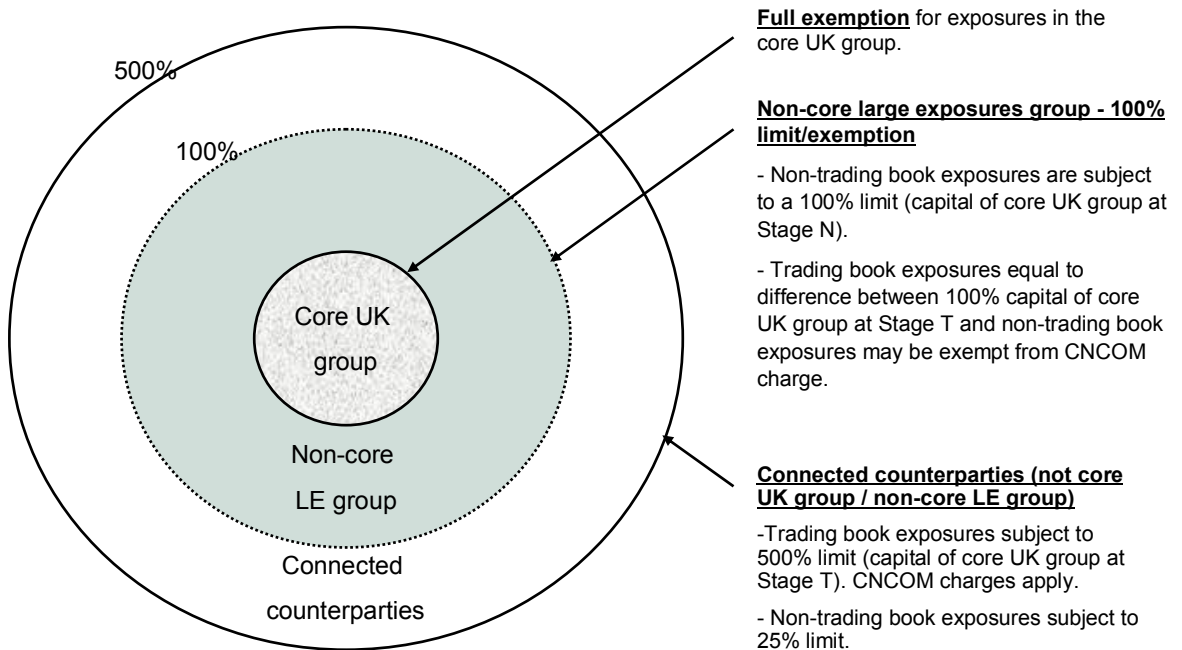 500%
100%
Core UK
group
Non-core
LE group
Connected
counterparties
Full exemption for exposures in the
core UK group.
Non-core large exposures group - 100%
limit/exemption
- Non-trading book exposures are subject
to a 100% limit (capital of core UK group at
Stage N).
- Trading book exposures equal to
difference between 100% capital of core
UK group at Stage T and non-trading book
exposures may be exempt from CNCOM
charge.
Connected counterparties (not core
UK group / non-core LE group)
-Trading book exposures subject to
500% limit (capital of core UK group at
Stage T). CNCOM charges apply.
- Non-trading book exposures subject to
25% limit.